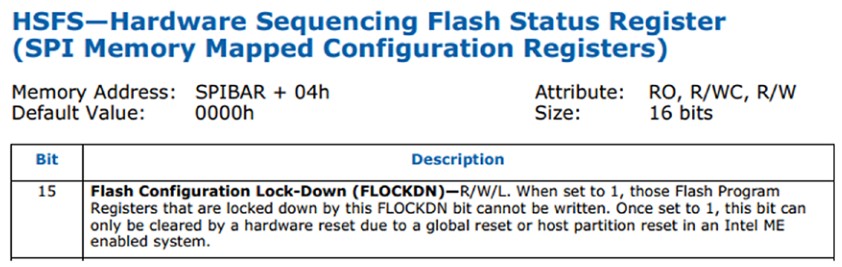 HSFS—Hardware Sequencing Flash Status Register
(SPI Memory Mapped Configuration Registers)
Memory Address: SPIBAR + 04h Attribute: RO, R/WC, R/W
Default Value: 0000h Size: 16 bits
Bit Description
15 Flash Configuration Lock-Down (FLOCKDN)—R/W/L. When set to 1, those Flash Program
Registers that are locked down by this FLOCKDN bit cannot be written. Once set to 1, this bit can
only be cleared by a hardware reset due to a global reset or host partition reset in an Intel ME
enabled system.